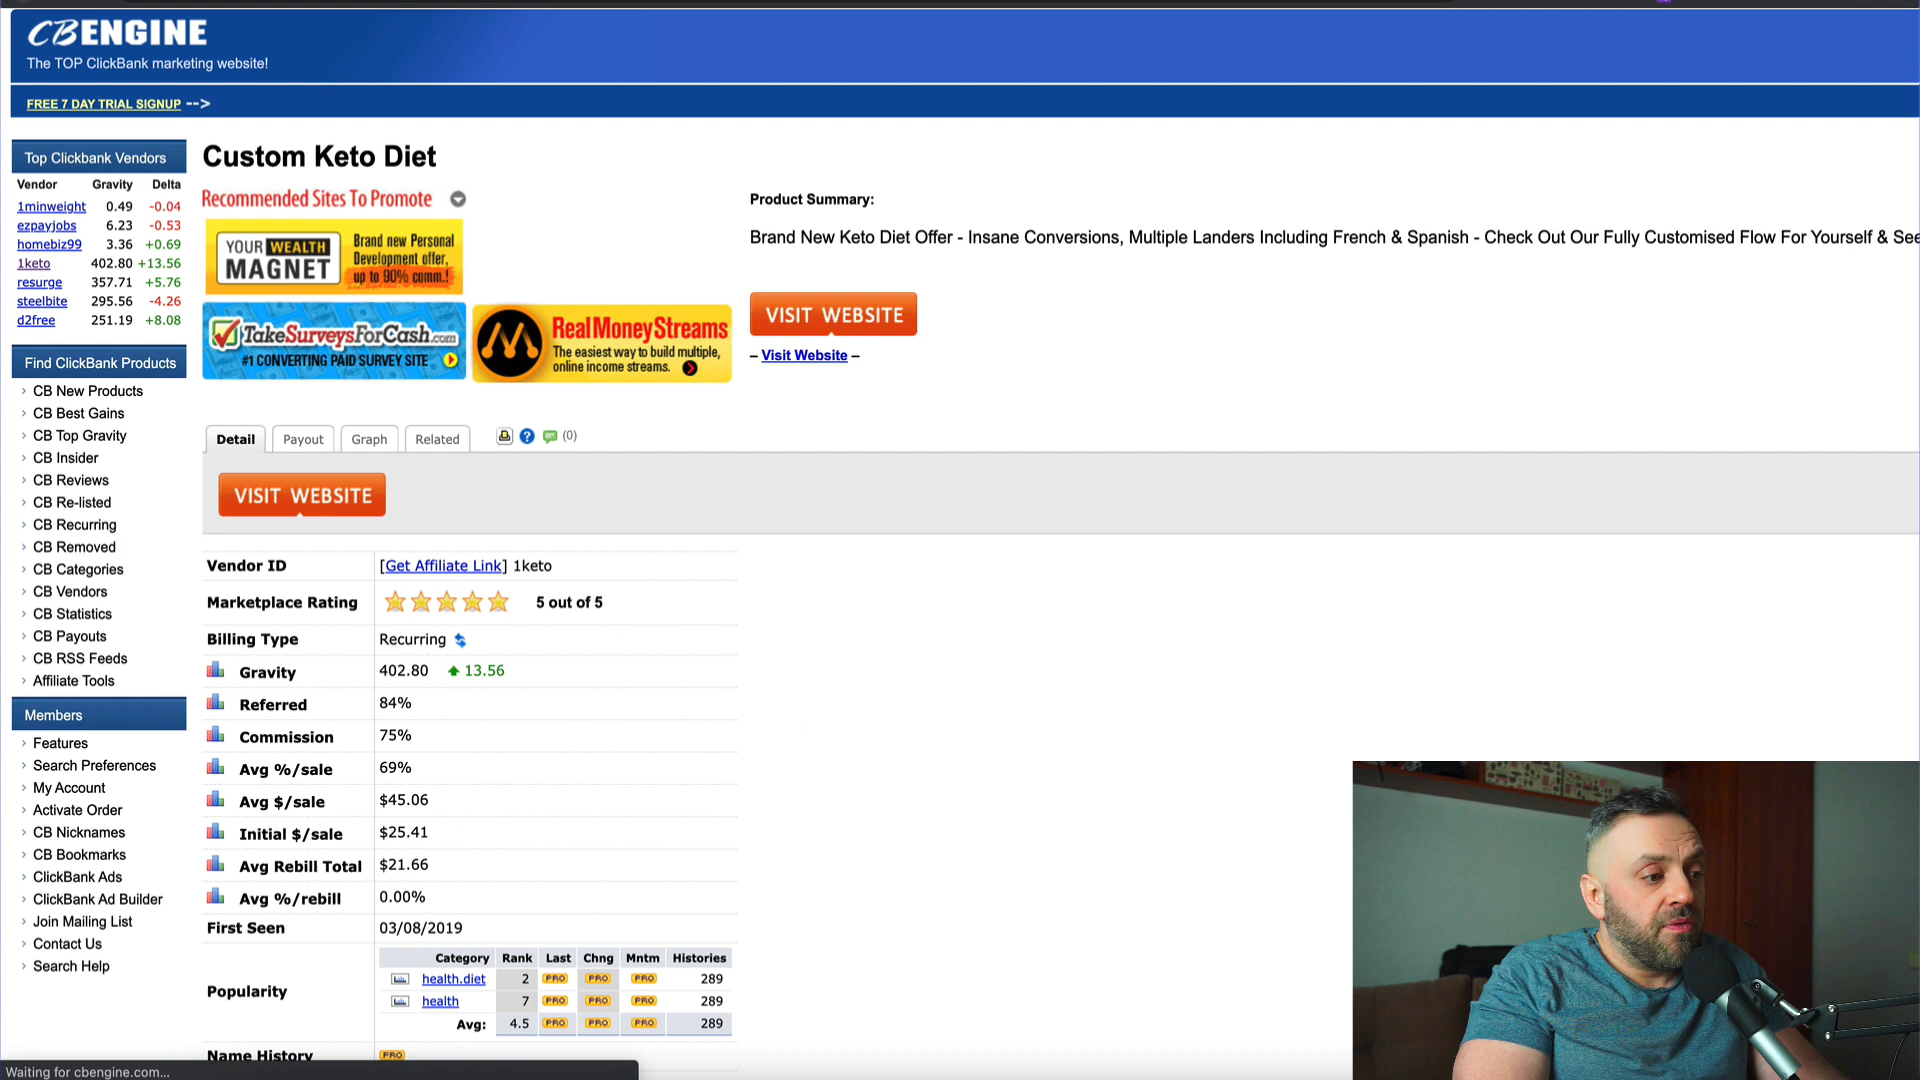 CBENGINE
The TOP ClickBank marketing website!
FREE 7 DAY TRIAL SIGNUP -->
Top Clickbank Vendors
Vendor Gravity Delta
1minweight 0.49 -0.04
ezpayjobs 6.23 -0.53
homebiz99 3.36 +0.69
1keto 402.80 +13.56
resurge 357.71 +5.76
steelbite 295.56 -4.26
d2free 251.19 +8.08
Find ClickBank Products
CB New Products
CB Best Gains
CB Top Gravity
CB Insider
CB Reviews
CB Re-listed
CB Recurring
CB Removed
CB Categories
CB Vendors
CB Statistics
CB Payouts
CB RSS Feeds
Affiliate Tools
Members
Features
Search Preferences
My Account
Activate Order
CB Nicknames
CB Bookmarks
ClickBank Ads
ClickBank Ad Builder
Join Mailing List
Contact Us
Search Help
Custom Keto Diet
Recommended Sites To Promote
YOUR WEALTH
MAGNET
Brand new Personal
Development offer,
up to 90% comm.!
TakeSurveysForCash.com
#1 CONVERTING PAID SURVEY SITE
RealMoneyStreams
The easiest way to build multiple,
online income streams.
Product Summary:
Brand New Keto Diet Offer - Insane Conversions, Multiple Landers Including French & Spanish - Check Out Our Fully Customised Flow For Yourself & See
VISIT WEBSITE
– Visit Website –
Detail Payout Graph Related (0)
VISIT WEBSITE
Vendor ID [Get Affiliate Link] 1keto
Marketplace Rating 5 out of 5
Billing Type Recurring
Gravity 402.80 13.56
Referred 84%
Commission 75%
Avg %/sale 69%
Avg $/sale $45.06
Initial $/sale $25.41
Avg Rebill Total $21.66
Avg %/rebill 0.00%
First Seen 03/08/2019
Popularity
Category Rank Last Chng Mntm Histories
health.diet 2 PRO PRO PRO 289
health 7 PRO PRO PRO 289
Avg: 4.5 PRO PRO PRO 289
Name History PRO
Waiting for cbengine.com...